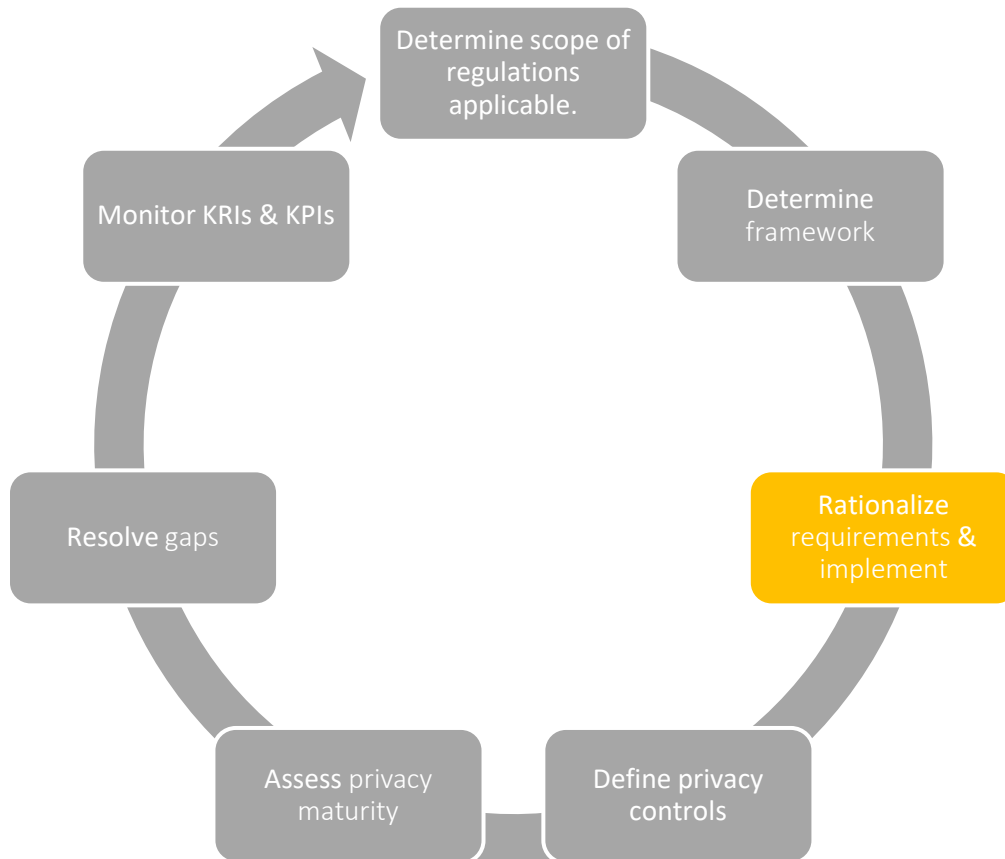 Determine scope of
regulations
applicable.
Determine
framework
Rationalize
requirements &
implement
Define privacy
controls
Assess privacy
maturity
Resolve gaps
Monitor KRIs & KPIs